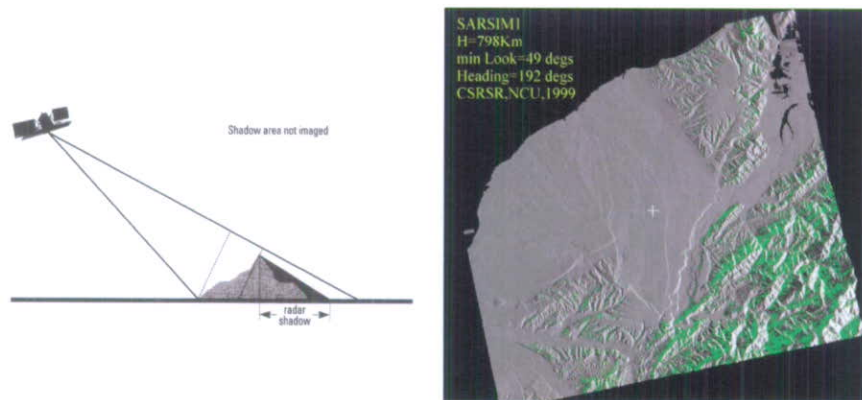 Shadow area not imaged
radar
shadow
SARSIM1
H=798Km
min Look=49 degs
Heading=192 degs
CSRSR,NCU,1999